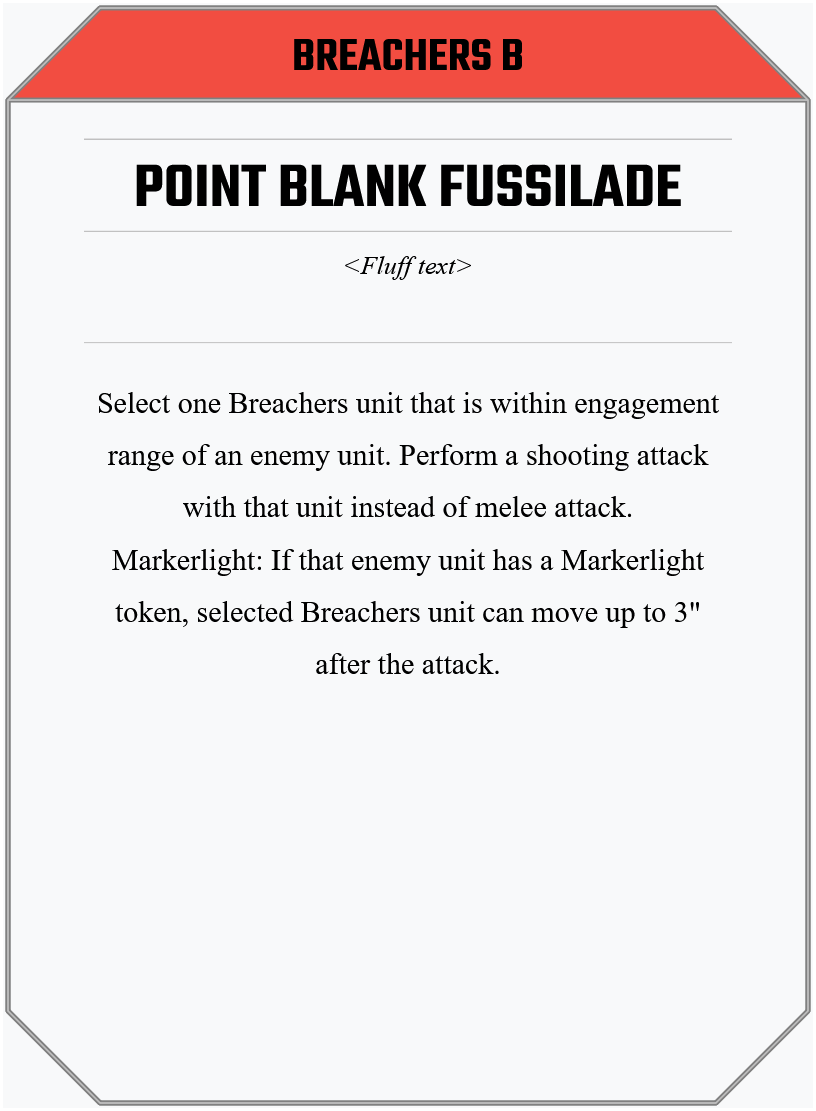 BREACHERS B
POINT BLANK FUSSILADE
<Fluff text>
Select one Breachers unit that is within engagement
range of an enemy unit. Perform a shooting attack
with that unit instead of melee attack.
Markerlight: If that enemy unit has a Markerlight
token, selected Breachers unit can move up to 3"
after the attack.